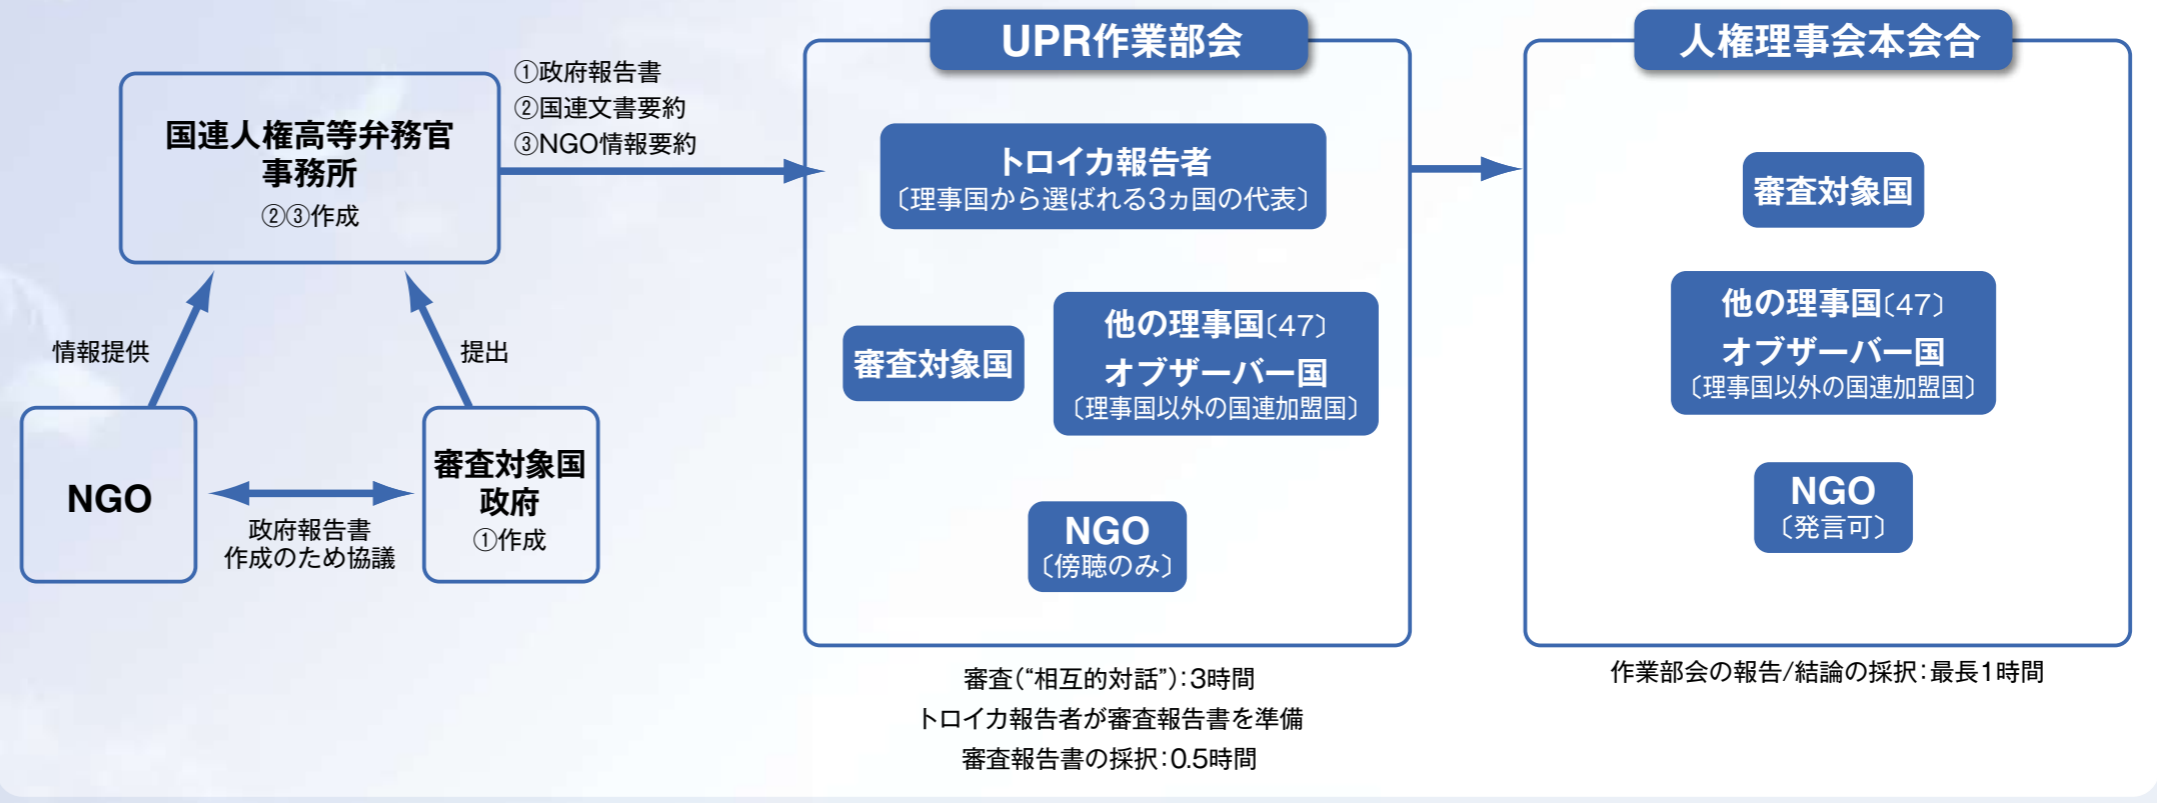 国連人権高等弁務官
事務所
②③作成
①政府報告書
②国連文書要約
③NGO情報要約
情報提供
提出
NGO
政府報告書
作成のため協議
審査対象国
政府
①作成
UPR作業部会
トロイカ報告者
〔理事国から選ばれる3ヵ国の代表〕
審査対象国
他の理事国〔47〕
オブザーバー国
〔理事国以外の国連加盟国〕
NGO
〔傍聴のみ〕
審査(“相互的対話”):3時間
トロイカ報告者が審査報告書を準備
審査報告書の採択:0.5時間
人権理事会本会合
審査対象国
他の理事国〔47〕
オブザーバー国
〔理事国以外の国連加盟国〕
NGO
〔発言可〕
作業部会の報告/結論の採択:最長1時間